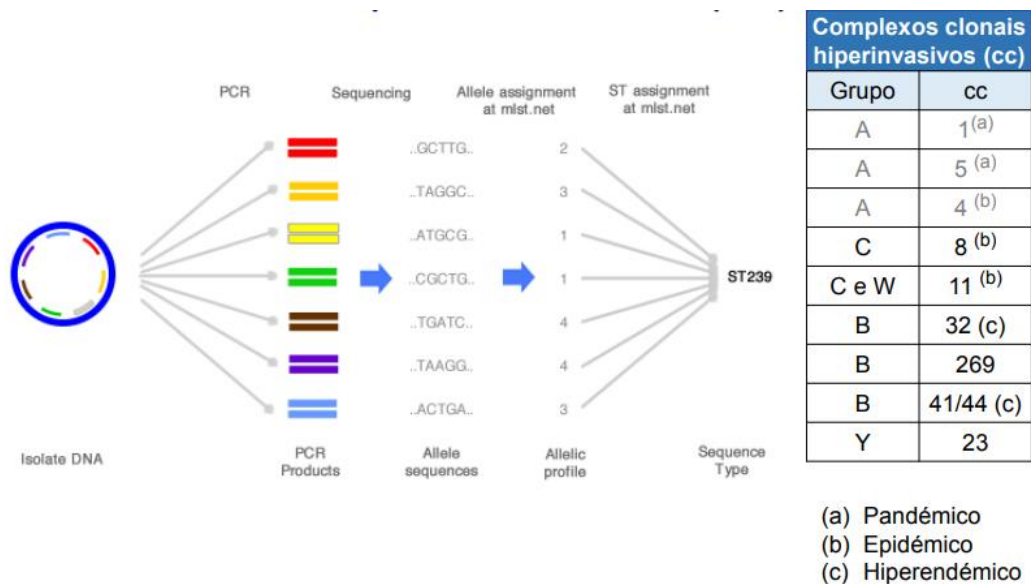 PCR
Sequencing
Allele assignment
at mlst.net
ST assignment
at mlst.net
..GCTTG..
2
..TAGGC..
3
..ATGCG..
1
..CGCTG..
1
ST239
..TGATC..
4
..TAAGG..
4
..ACTGA..
3
Isolate DNA
PCR
Products
Allele
sequences
Allelic
profile
Sequence
Type
Complexos clonais
hiperinvasivos (cc)
Grupo cc
A 1(a)
A 5 (a)
A 4 (b)
C 8 (b)
C e W 11 (b)
B 32 (c)
B 269
B 41/44 (c)
Y 23
(a) Pandémico
(b) Epidémico
(c) Hiperendémico